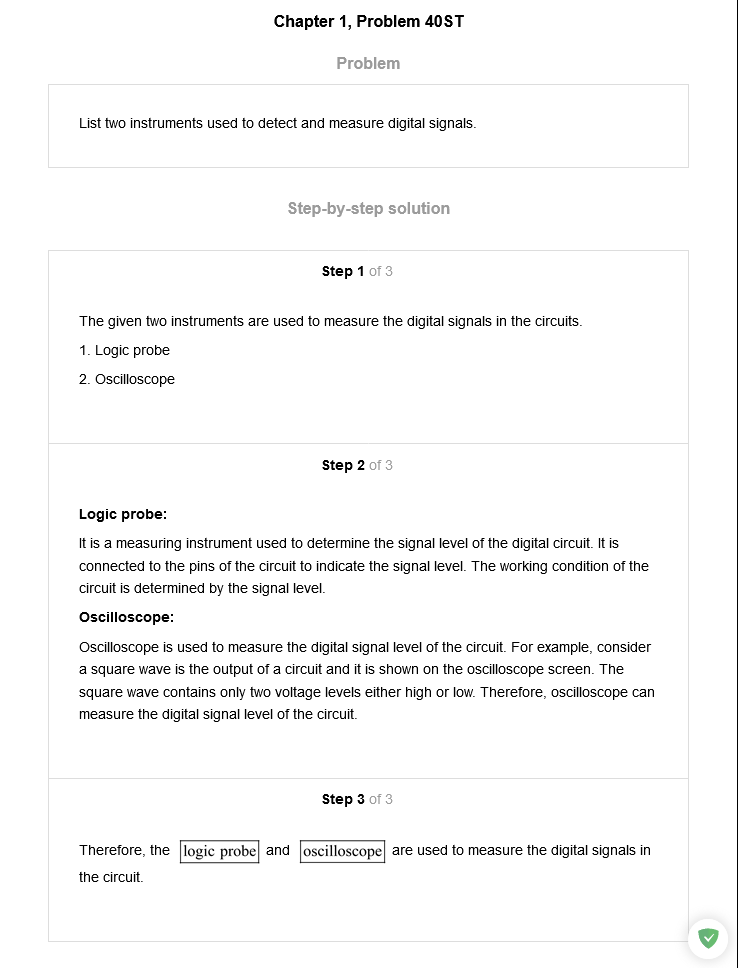 Chapter 1, Problem 40ST
Problem
List two instruments used to detect and measure digital signals.
Step-by-step solution
Step 1 of 3
The given two instruments are used to measure the digital signals in the circuits.
1. Logic probe
2. Oscilloscope
Step 2 of 3
Logic probe:
It is a measuring instrument used to determine the signal level of the digital circuit. It is
connected to the pins of the circuit to indicate the signal level. The working condition of the
circuit is determined by the signal level.
Oscilloscope:
Oscilloscope is used to measure the digital signal level of the circuit. For example, consider
a square wave is the output of a circuit and it is shown on the oscilloscope screen. The
square wave contains only two voltage levels either high or low. Therefore, oscilloscope can
measure the digital signal level of the circuit.
Step 3 of 3
Therefore, the logic probe and oscilloscope are used to measure the digital signals in
the circuit.